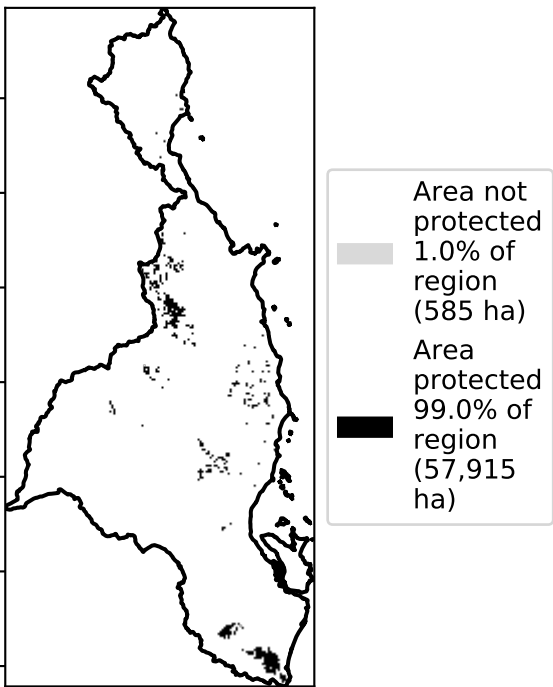 Area not
protected
1.0% of
region
(585 ha)
Area
protected
99.0% of
region
(57,915
ha)